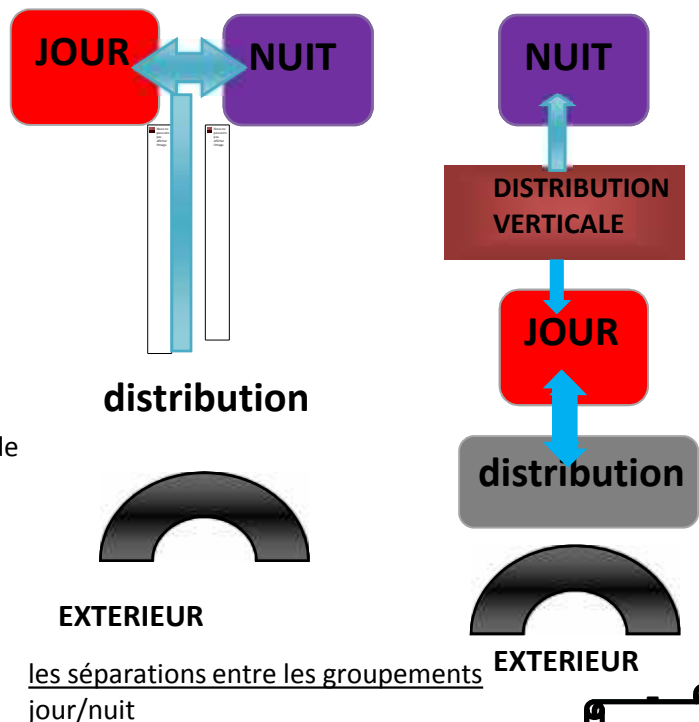 JOUR
NUIT
distribution
le
EXTERIEUR
NUIT
DISTRIBUTION
VERTICALE
JOUR
distribution
EXTERIEUR
les séparations entre les groupements
jour/nuit